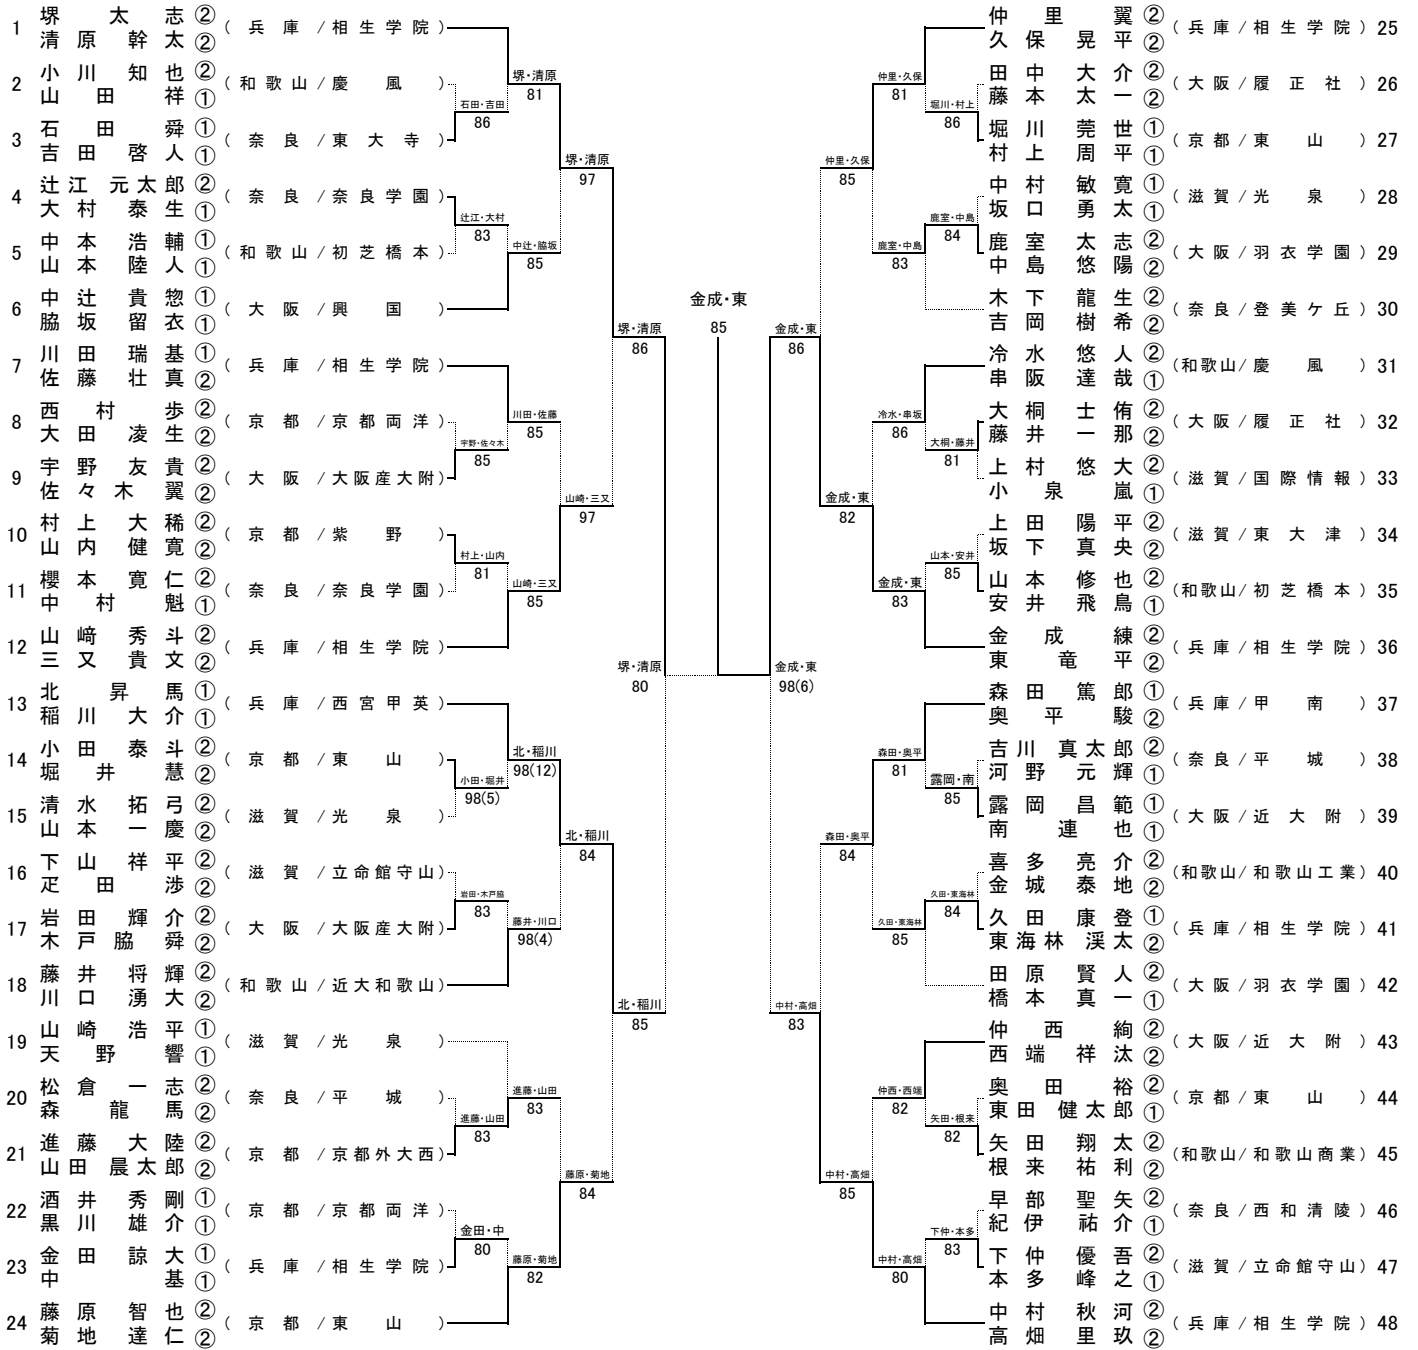 1 堺太志② 清原幹太② (兵庫/相生学院)
2 小川知也② 山田祥① (和歌山/慶風)
3 石田舜① 吉田啓人① (奈良/東大寺)
4 辻江元太郎② 大村泰生① (奈良/奈良学園)
5 中本浩輔① 山本陸人① (和歌山/初芝橋本)
6 中辻貴惣① 脇坂留衣① (大阪/興国)
7 川田瑞基① 佐藤壮真② (兵庫/相生学院)
8 西村歩② 大田凌生② (京都/京都両洋)
9 宇野友貴② 佐々木翼② (大阪/大阪産大附)
10 村上大稀② 山内健寛② (京都/紫野)
11 櫻本寛仁② 中村魁① (奈良/奈良学園)
12 山﨑秀斗② 三又貴文② (兵庫/相生学院)
13 北昇馬① 稲川大介① (兵庫/西宮甲英)
14 小田泰斗② 堀井慧② (京都/東山)
15 清水拓弓② 山本一慶② (滋賀/光泉)
16 下山祥平② 疋田渉② (滋賀/立命館守山)
17 岩田輝介② 木戸脇舜② (大阪/大阪産大附)
18 藤井将輝② 川口湧大② (和歌山/近大和歌山)
19 山崎浩平① 天野響① (滋賀/光泉)
20 松倉一志② 森龍馬② (奈良/平城)
21 進藤大陸② 山田晨太郎② (京都/京都外大西)
22 酒井秀剛① 黒川雄介① (京都/京都両洋)
23 金田諒大① 中基① (兵庫/相生学院)
24 藤原智也② 菊地達仁② (京都/東山)
石田・吉田 86
辻江・大村 83
宇野・佐々木 85
村上・山内 81
小田・堀井 98(5)
岩田・木戸脇 83
進藤・山田 83
金田・中 80
堺・清原 81
中辻・脇坂 85
川田・佐藤 85
山崎・三又 85
北・稲川 98(12)
藤井・川口 98(4)
進藤・山田 83
藤原・菊地 82
堺・清原 97
山崎・三又 97
北・稲川 84
藤原・菊地 84
堺・清原 86
北・稲川 85
堺・清原 80
金成・東 85
金成・東 98(6)
金成・東 86
中村・高畑 83
仲里・久保 85
金成・東 82
森田・奥平 84
中村・高畑 85
仲里・久保 81
鹿室・中島 83
冷水・串坂 86
金成・東 83
森田・奥平 81
久田・東海林 85
仲西・西端 82
中村・高畑 80
堀川・村上 86
鹿室・中島 84
大桐・藤井 81
山本・安井 85
露岡・南 85
久田・東海林 84
矢田・根来 82
下仲・本多 83
仲里翼② 久保晃平② (兵庫/相生学院) 25
田中大介② 藤本太一② (大阪/履正社) 26
堀川莞世① 村上周平① (京都/東山) 27
中村敏寛① 坂口勇太① (滋賀/光泉) 28
鹿室太志② 中島悠陽② (大阪/羽衣学園) 29
木下龍生② 吉岡樹希② (奈良/登美ケ丘) 30
冷水悠人② 串阪達哉① (和歌山/慶風) 31
大桐士侑② 藤井一那② (大阪/履正社) 32
上村悠大② 小泉嵐① (滋賀/国際情報) 33
上田陽平② 坂下真央② (滋賀/東大津) 34
山本修也② 安井飛鳥① (和歌山/初芝橋本) 35
金成練② 東竜平② (兵庫/相生学院) 36
森田篤郎① 奥平駿② (兵庫/甲南) 37
吉川真太郎② 河野元輝① (奈良/平城) 38
露岡昌範① 南連也① (大阪/近大附) 39
喜多亮介② 金城泰地② (和歌山/和歌山工業) 40
久田康登① 東海林渓太② (兵庫/相生学院) 41
田原賢人② 橋本真一① (大阪/羽衣学園) 42
仲西絢② 西端祥汰② (大阪/近大附) 43
奥田裕② 東田健太郎① (京都/東山) 44
矢田翔太② 根来祐利② (和歌山/和歌山商業) 45
早部聖矢② 紀伊祐介① (奈良/西和清陵) 46
下仲優吾② 本多峰之① (滋賀/立命館守山) 47
中村秋河② 高畑里玖② (兵庫/相生学院) 48